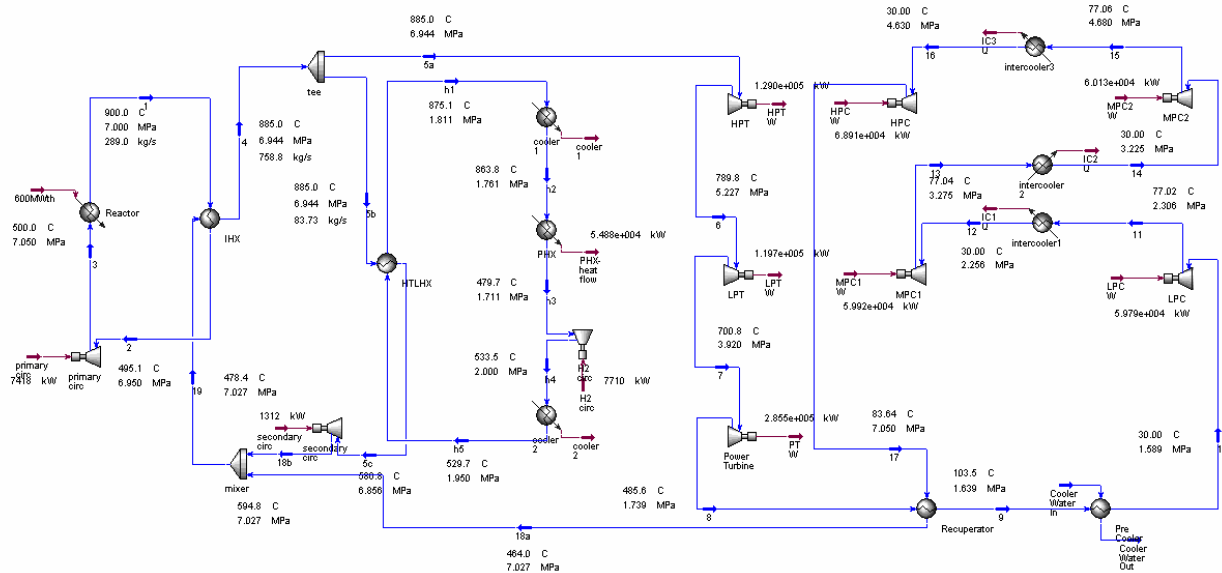 885.0 C
6.944 MPa
5a
900.0 C
7.000 MPa
289.0 kg/s
1
4
885.0 C
6.944 MPa
758.8 kg/s
tee
885.0 C
6.944 MPa
83.73 kg/s
5b
600MWth
Reactor
500.0 C
7.050 MPa
3
IHX
2
primary circ
7418 kW
primary circ
495.1 C
6.950 MPa
19
478.4 C
7.027 MPa
1312 kW
secondary circ
secondary circ
18b
5c
mixer
594.8 C
7.027 MPa
580.8 C
6.856 MPa
HTLHX
h1
875.1 C
1.811 MPa
cooler 1
cooler 1
863.8 C
1.761 MPa
h2
PHX
5.488e+004 kW
PHX-heat flow
479.7 C
1.711 MPa
h3
533.5 C
2.000 MPa
h4
H2 circ
7710 kW
H2 circ
cooler 2
cooler 2
h5
529.7 C
1.950 MPa
1.290e+005 kW
HPT
HPT W
789.8 C
5.227 MPa
6
1.197e+005 kW
LPT
LPT W
700.8 C
3.920 MPa
7
2.855e+005 kW
Power Turbine
PT W
485.6 C
1.739 MPa
8
18a
464.0 C
7.027 MPa
Recuperator
83.64 C
7.050 MPa
17
103.5 C
1.639 MPa
9
Cooler Water In
Pre Cooler
Cooler Water Out
30.00 C
1.589 MPa
1
30.00 C
4.630 MPa
16
IC3 Q
intercooler3
77.06 C
4.680 MPa
15
HPC W
HPC
6.891e+004 kW
6.013e+004 kW
MPC2 W
MPC2
30.00 C
3.225 MPa
13
IC2 Q
intercooler 2
14
77.04 C
3.275 MPa
IC1 Q
12
intercooler1
77.02 C
2.306 MPa
11
30.00 C
2.256 MPa
MPC1 W
MPC1
5.992e+004 kW
LPC W
LPC
5.979e+004 kW